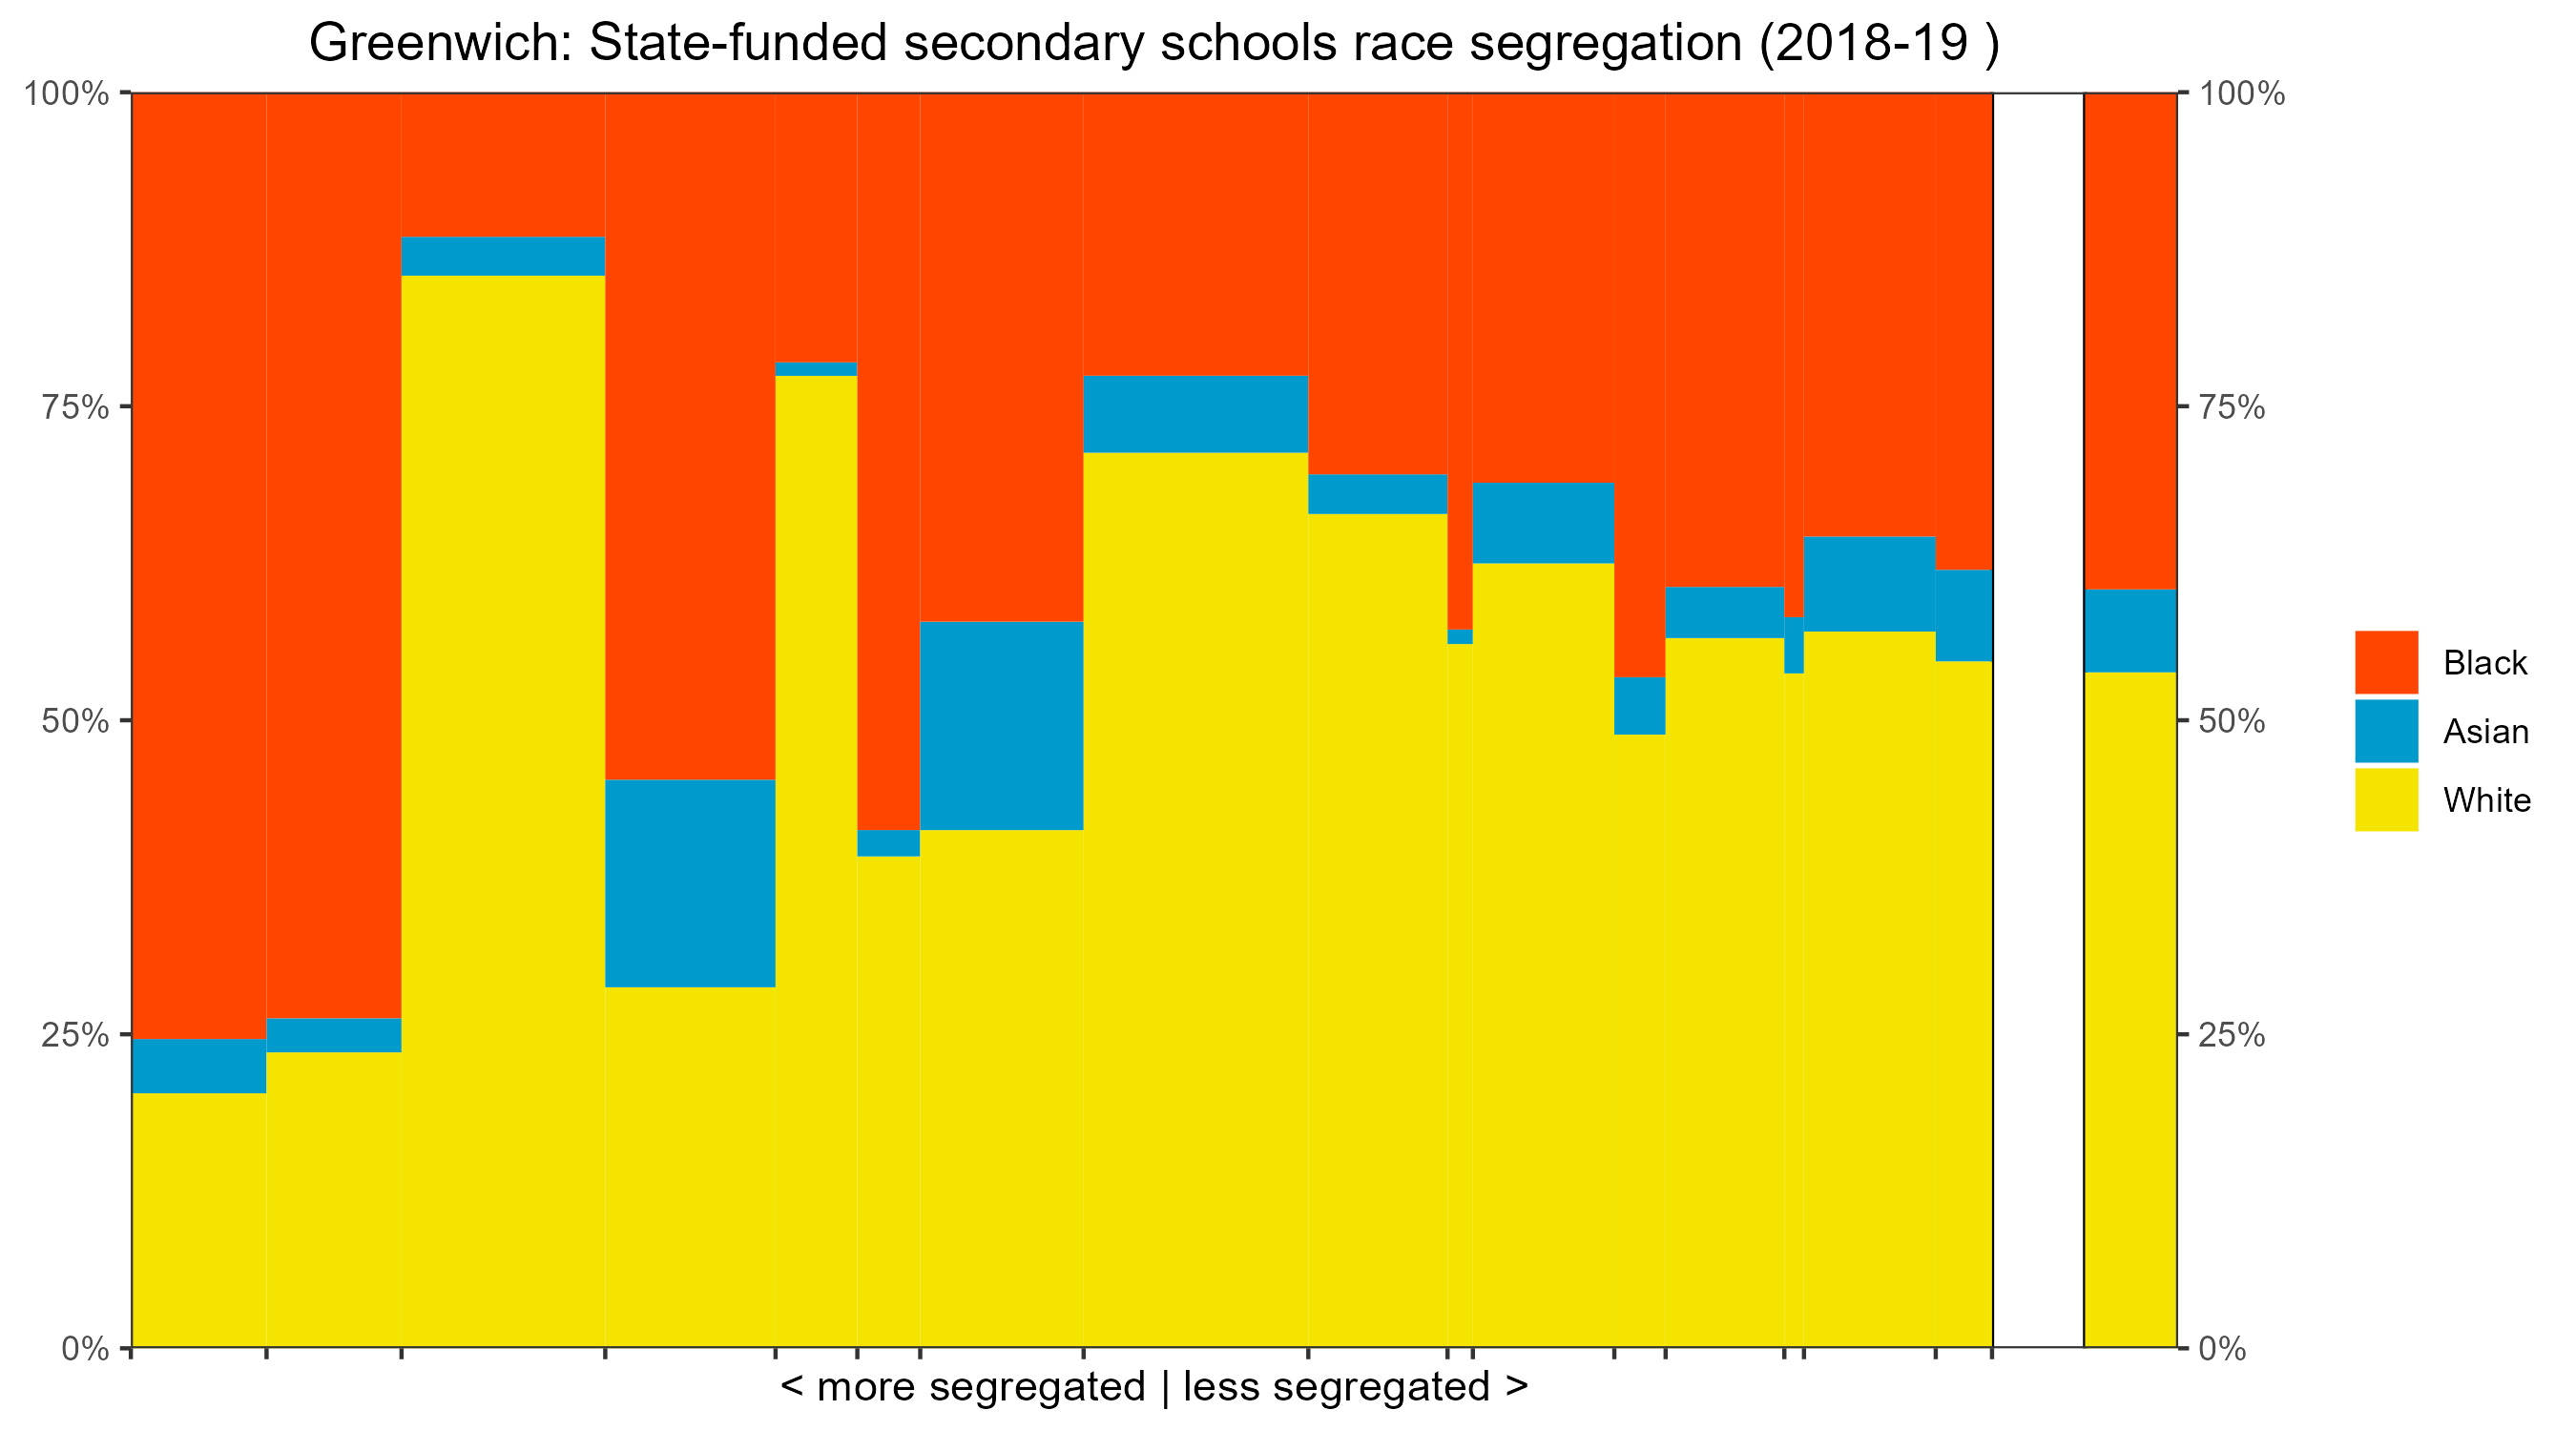 Greenwich: State-funded secondary schools race segregation (2018-19 )
100%
75%
50%
25%
0%
100%
75%
50%
25%
0%
Black
Asian
White
< more segregated | less segregated >